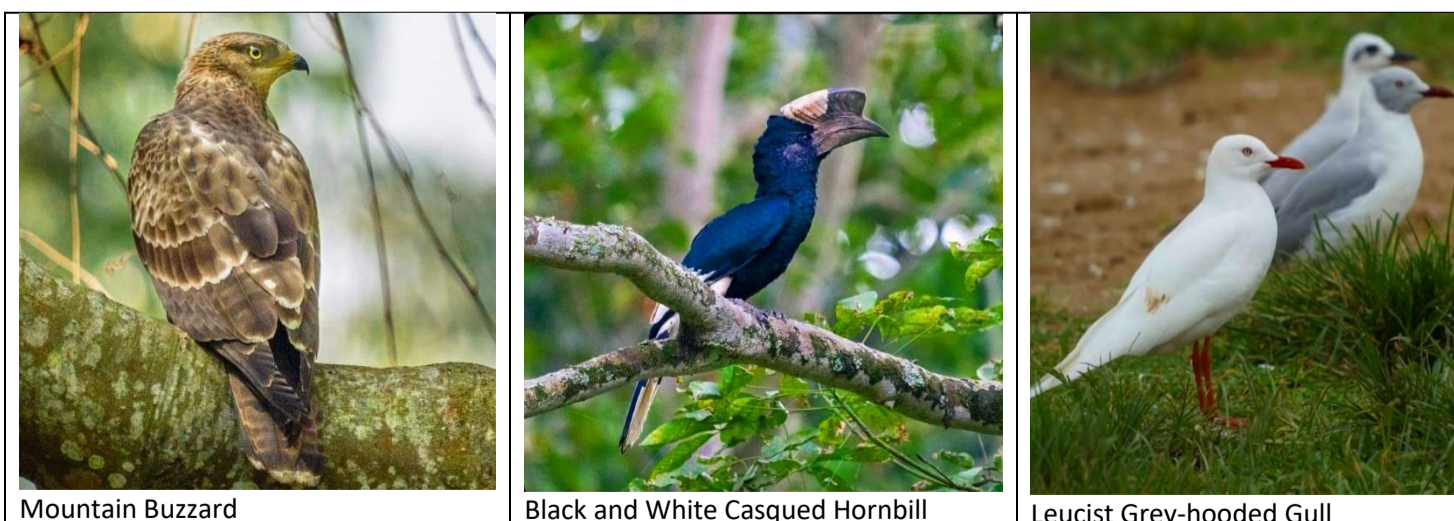 Mountain Buzzard
Black and White Casqued Hornbill
Leucist Grey-hooded Gull